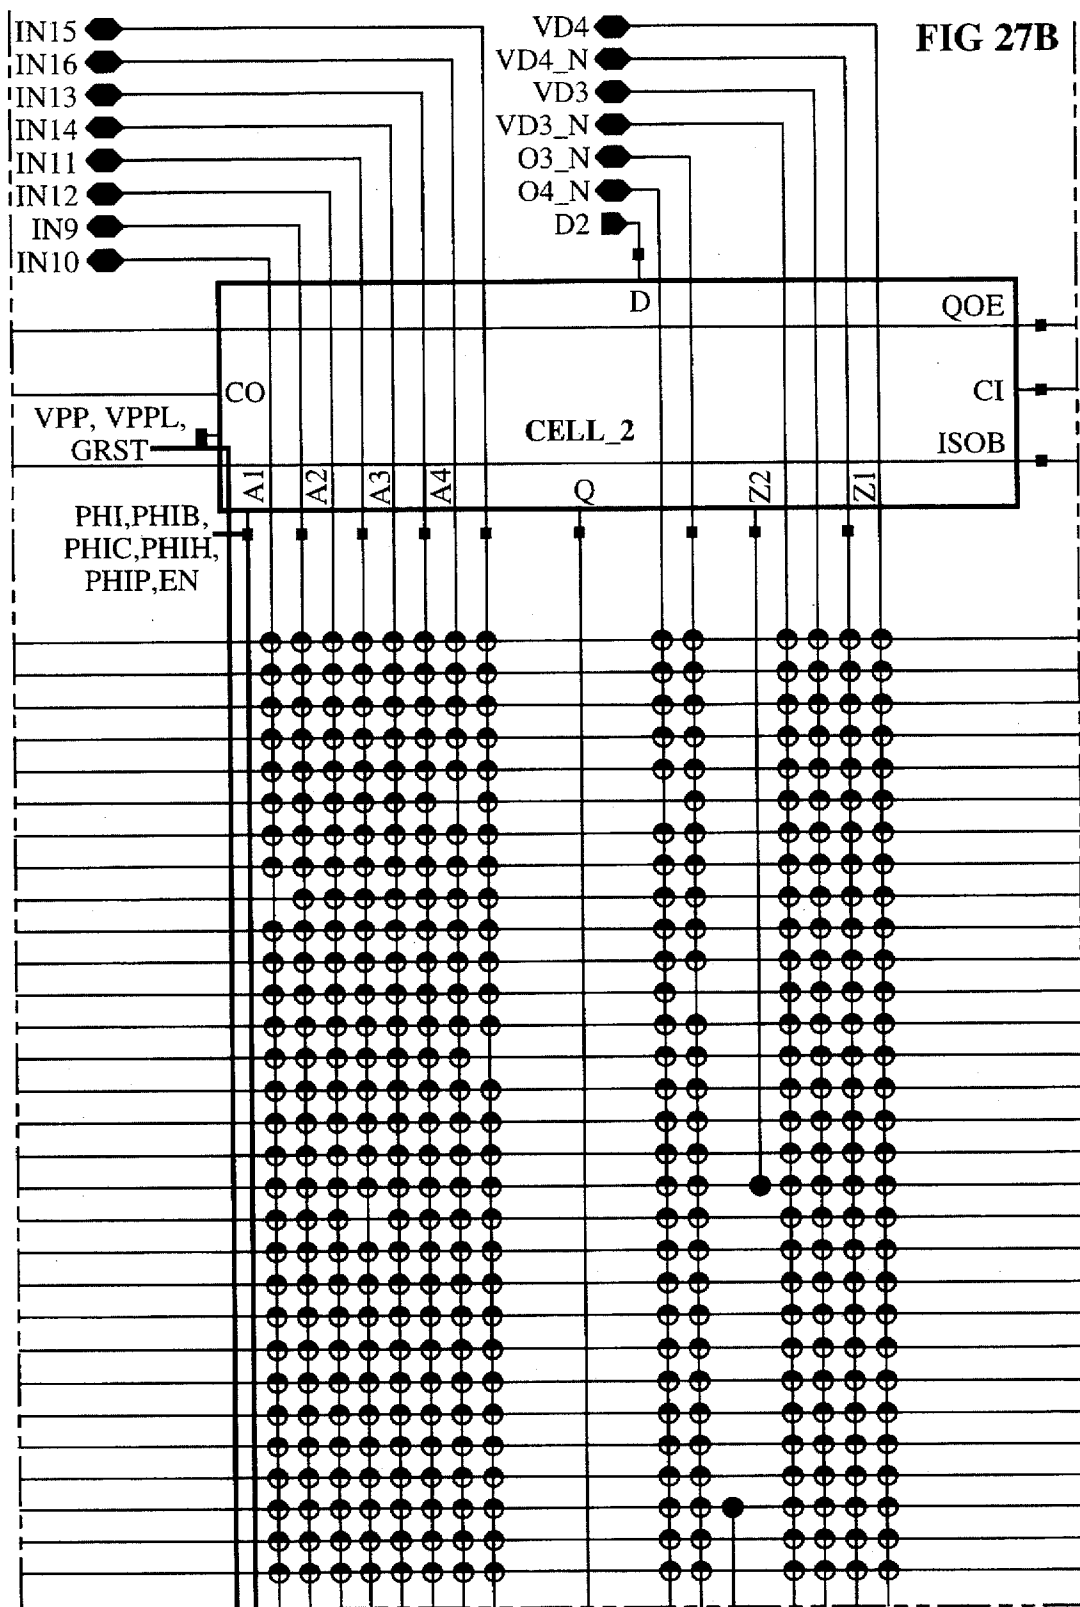 FIG 27B
IN15
IN16
IN13
IN14
IN11
IN12
IN9
IN10
VD4
VD4_N
VD3
VD3_N
O3_N
O4_N
D2
D
QOE
CO
CI
VPP, VPPL,
GRST
CELL_2
ISOB
A1
A2
A3
A4
Q
Z2
Z1
PHI,PHIB,
PHIC,PHIH,
PHIP,EN